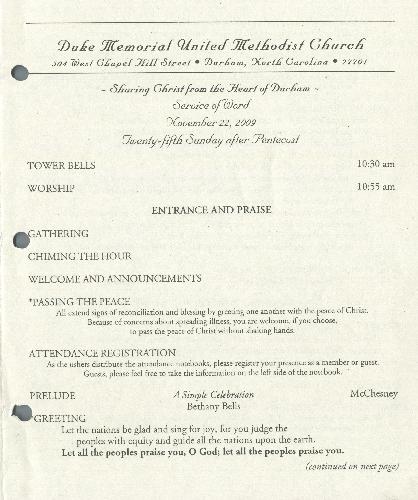 Duke Memorial United Methodist Church
504 West Chapel Hill Street • Durham, North Carolina • 27701
~ Sharing Christ from the Heart of Durham ~
Service of Word
November 22, 2009
Twenty-fifth Sunday after Pentecost
TOWER BELLS 10:30 am
WORSHIP 10:55 am
ENTRANCE AND PRAISE
GATHERING
CHIMING THE HOUR
WELCOME AND ANNOUNCEMENTS
*PASSING THE PEACE
All extend signs of reconciliation and blessing by greeting one another with the peace of Christ.
Because of concerns about spreading illness, you are welcome, if you choose,
to pass the peace of Christ without shaking hands.
ATTENDANCE REGISTRATION
As the ushers distribute the attendance notebooks, please register your presence as a member or guest.
Guests, please feel free to take the information on the left side of the notebook.
PRELUDE A Simple Celebration McChesney
Bethany Bells
GREETING
Let the nations be glad and sing for joy, for you judge the
peoples with equity and guide all the nations upon the earth.
Let all the peoples praise you, O God; let all the peoples praise you.
(continued on next page)